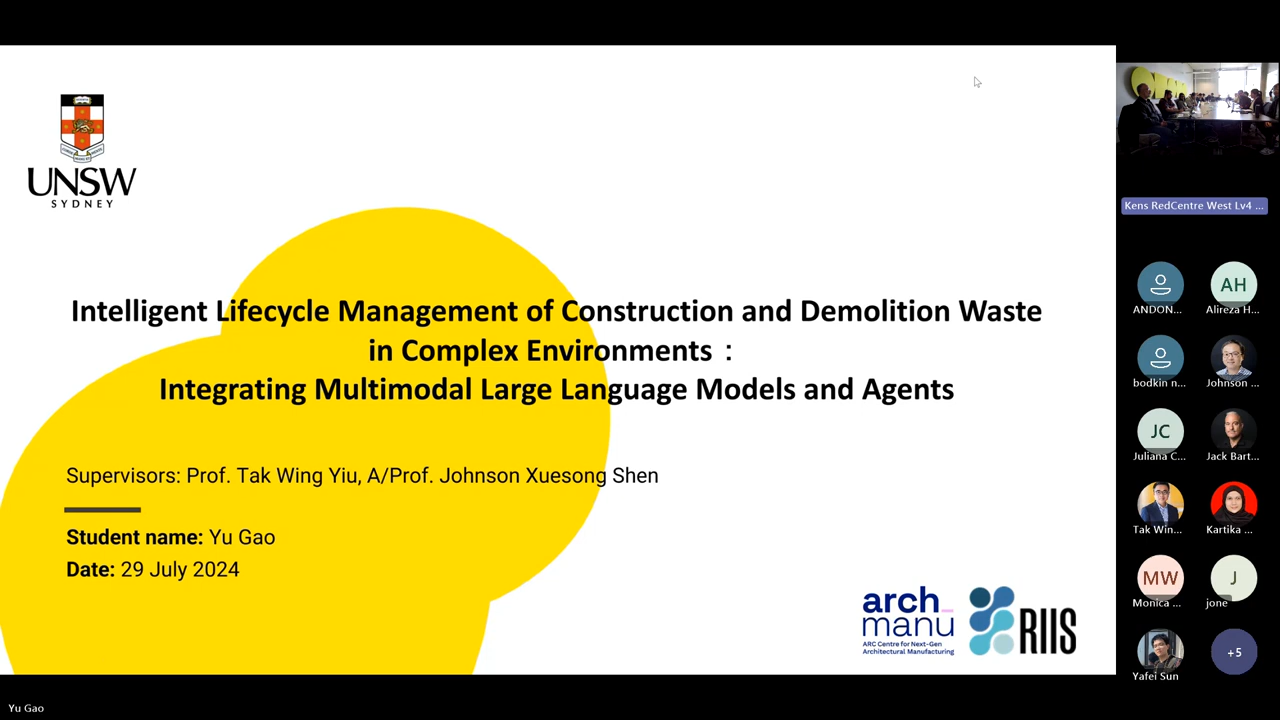 UNSW
SYDNEY
Intelligent Lifecycle Management of Construction and Demolition Waste
in Complex Environments：
Integrating Multimodal Large Language Models and Agents
Supervisors: Prof. Tak Wing Yiu, A/Prof. Johnson Xuesong Shen
Student name: Yu Gao
Date: 29 July 2024
arch_
manu
ARC Centre for Next-Gen
Architectural Manufacturing
RIIS
Kens RedCentre West Lv4 ...
ANDON...
AH
Alireza H...
bodkin n...
Johnson ...
JC
Juliana C...
Jack Bart...
Tak Win...
Kartika ...
MW
Monica ...
J
jone
Yafei Sun
+5
Yu Gao